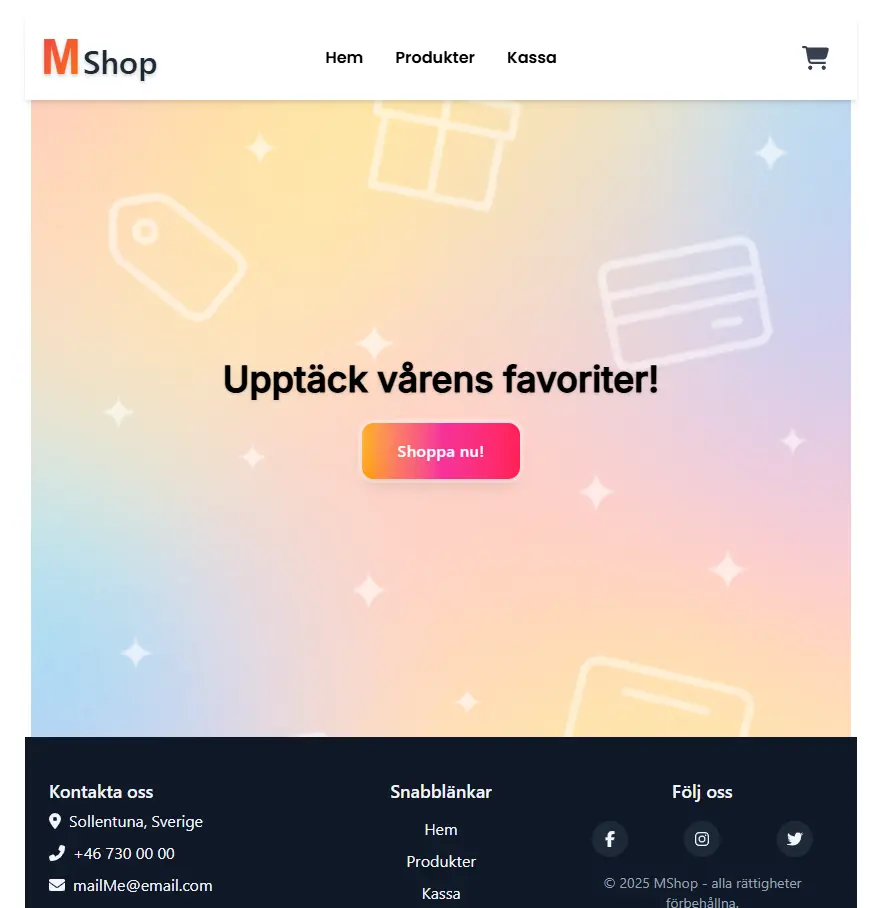 MShop
Hem
Produkter
Kassa
Upptäck vårens favoriter!
Shoppa nu!
Kontakta oss
Sollentuna, Sverige
+46 730 00 00
mailMe@email.com
Snabblänkar
Hem
Produkter
Kassa
Följ oss
© 2025 MShop - alla rättigheter
förbehållna.